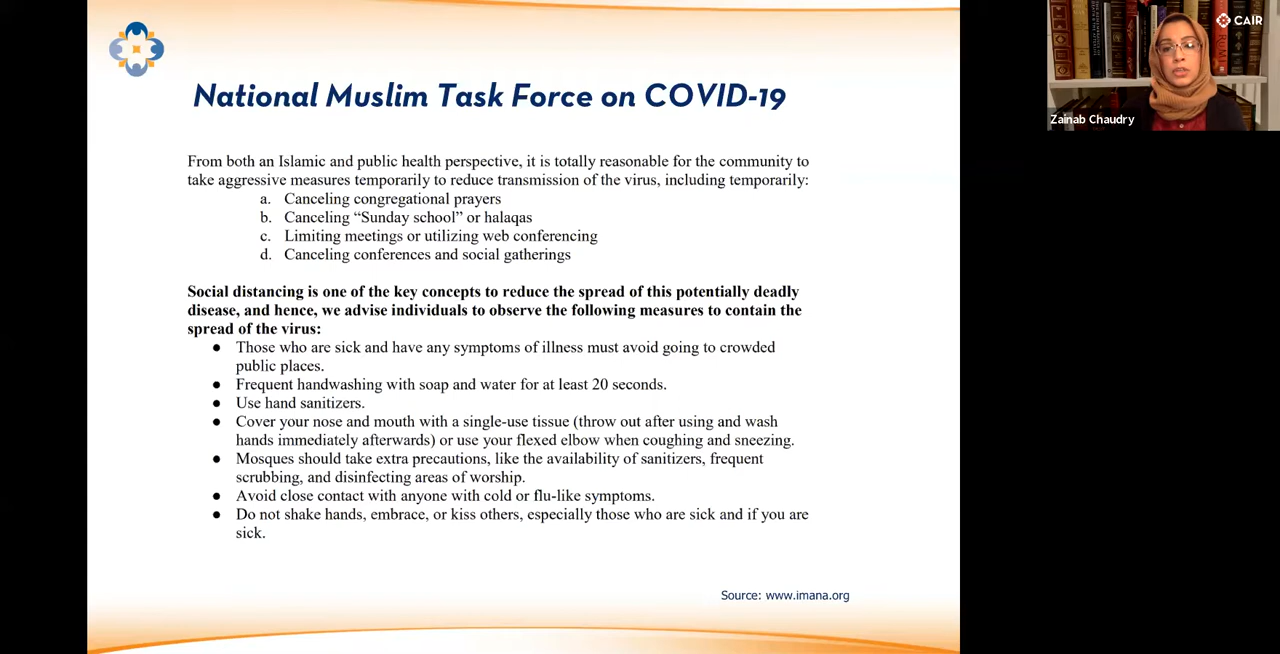 National Muslim Task Force on COVID-19
From both an Islamic and public health perspective, it is totally reasonable for the community to
take aggressive measures temporarily to reduce transmission of the virus, including temporarily:
a. Canceling congregational prayers
b. Canceling “Sunday school” or halaqas
c. Limiting meetings or utilizing web conferencing
d. Canceling conferences and social gatherings
Social distancing is one of the key concepts to reduce the spread of this potentially deadly
disease, and hence, we advise individuals to observe the following measures to contain the
spread of the virus:
● Those who are sick and have any symptoms of illness must avoid going to crowded
public places.
● Frequent handwashing with soap and water for at least 20 seconds.
● Use hand sanitizers.
● Cover your nose and mouth with a single-use tissue (throw out after using and wash
hands immediately afterwards) or use your flexed elbow when coughing and sneezing.
● Mosques should take extra precautions, like the availability of sanitizers, frequent
scrubbing, and disinfecting areas of worship.
● Avoid close contact with anyone with cold or flu-like symptoms.
● Do not shake hands, embrace, or kiss others, especially those who are sick and if you are
sick.
Source: www.imana.org
CAIR
RUMI
Zainab Chaudry